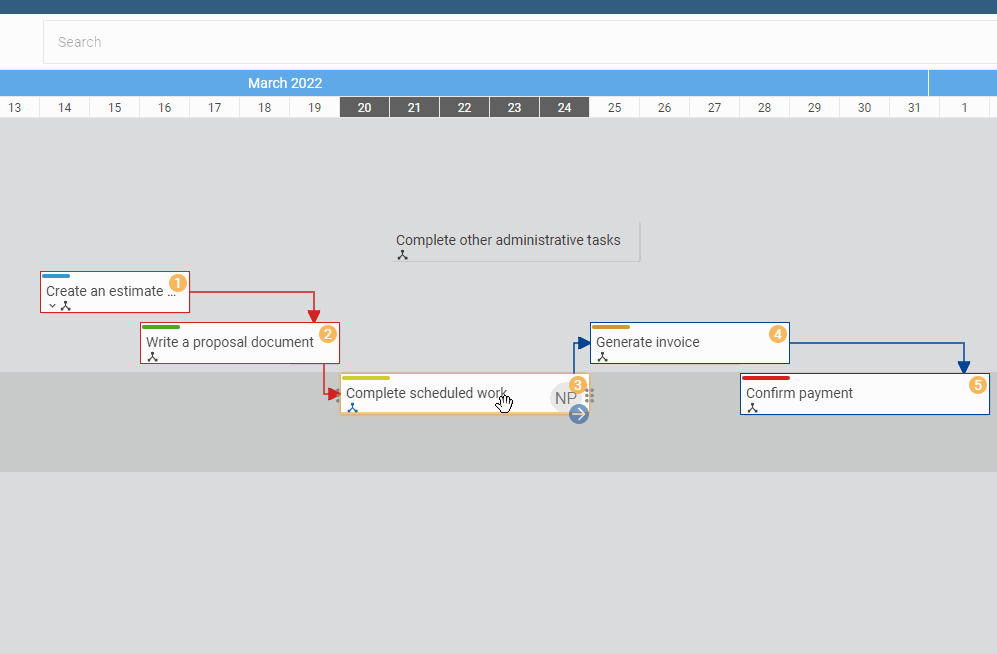 Search
March 2022
13 14 15 16 17 18 19 20 21 22 23 24 25 26 27 28 29 30 31 1
Complete other administrative tasks
1
Create an estimate ...
2
Write a proposal document
4
Generate invoice
3
Complete scheduled work
NP
5
Confirm payment